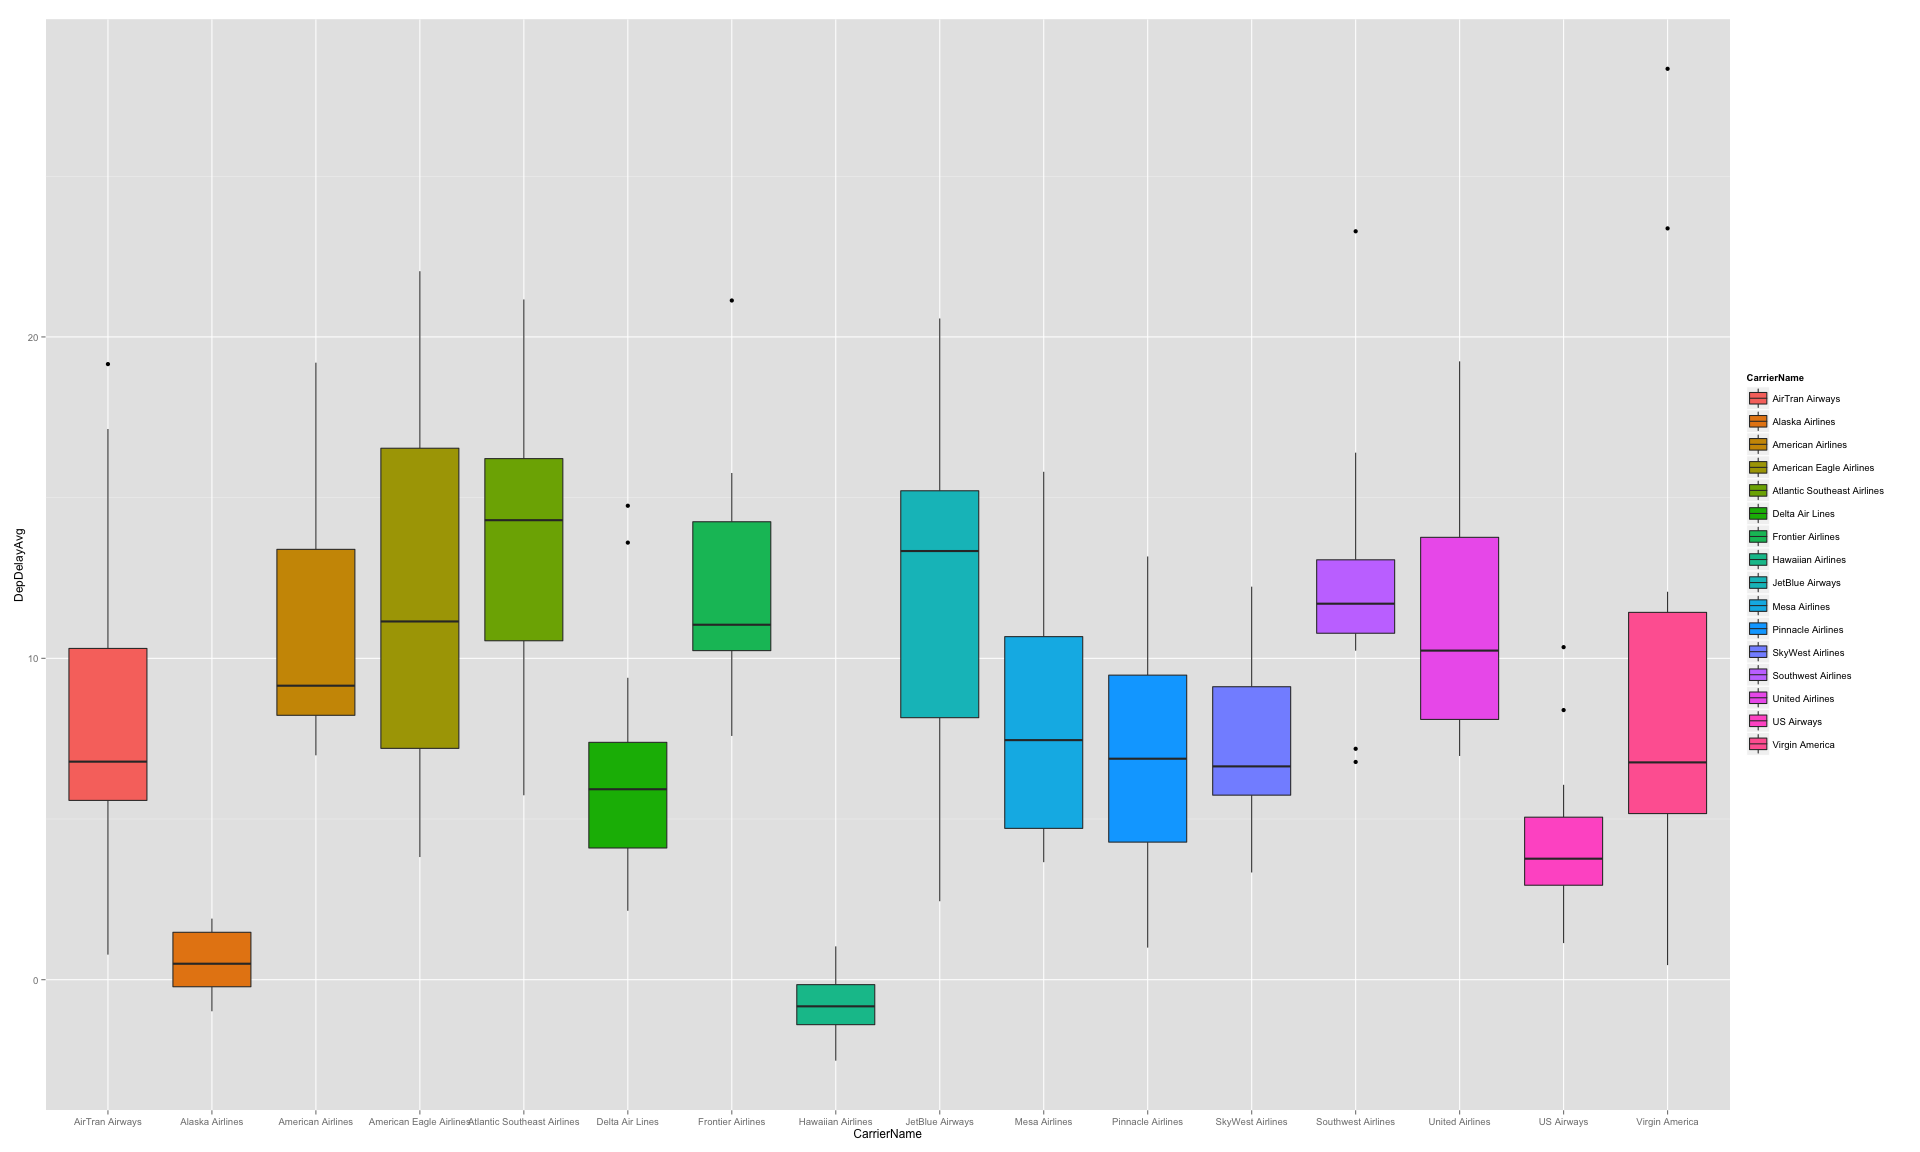 DepDelayAvg
20
10
0
AirTran Airways
Alaska Airlines
American Airlines
American Eagle Airlines
Atlantic Southeast Airlines
Delta Air Lines
Frontier Airlines
Hawaiian Airlines
JetBlue Airways
Mesa Airlines
Pinnacle Airlines
SkyWest Airlines
Southwest Airlines
United Airlines
US Airways
Virgin America
CarrierName
CarrierName
AirTran Airways
Alaska Airlines
American Airlines
American Eagle Airlines
Atlantic Southeast Airlines
Delta Air Lines
Frontier Airlines
Hawaiian Airlines
JetBlue Airways
Mesa Airlines
Pinnacle Airlines
SkyWest Airlines
Southwest Airlines
United Airlines
US Airways
Virgin America